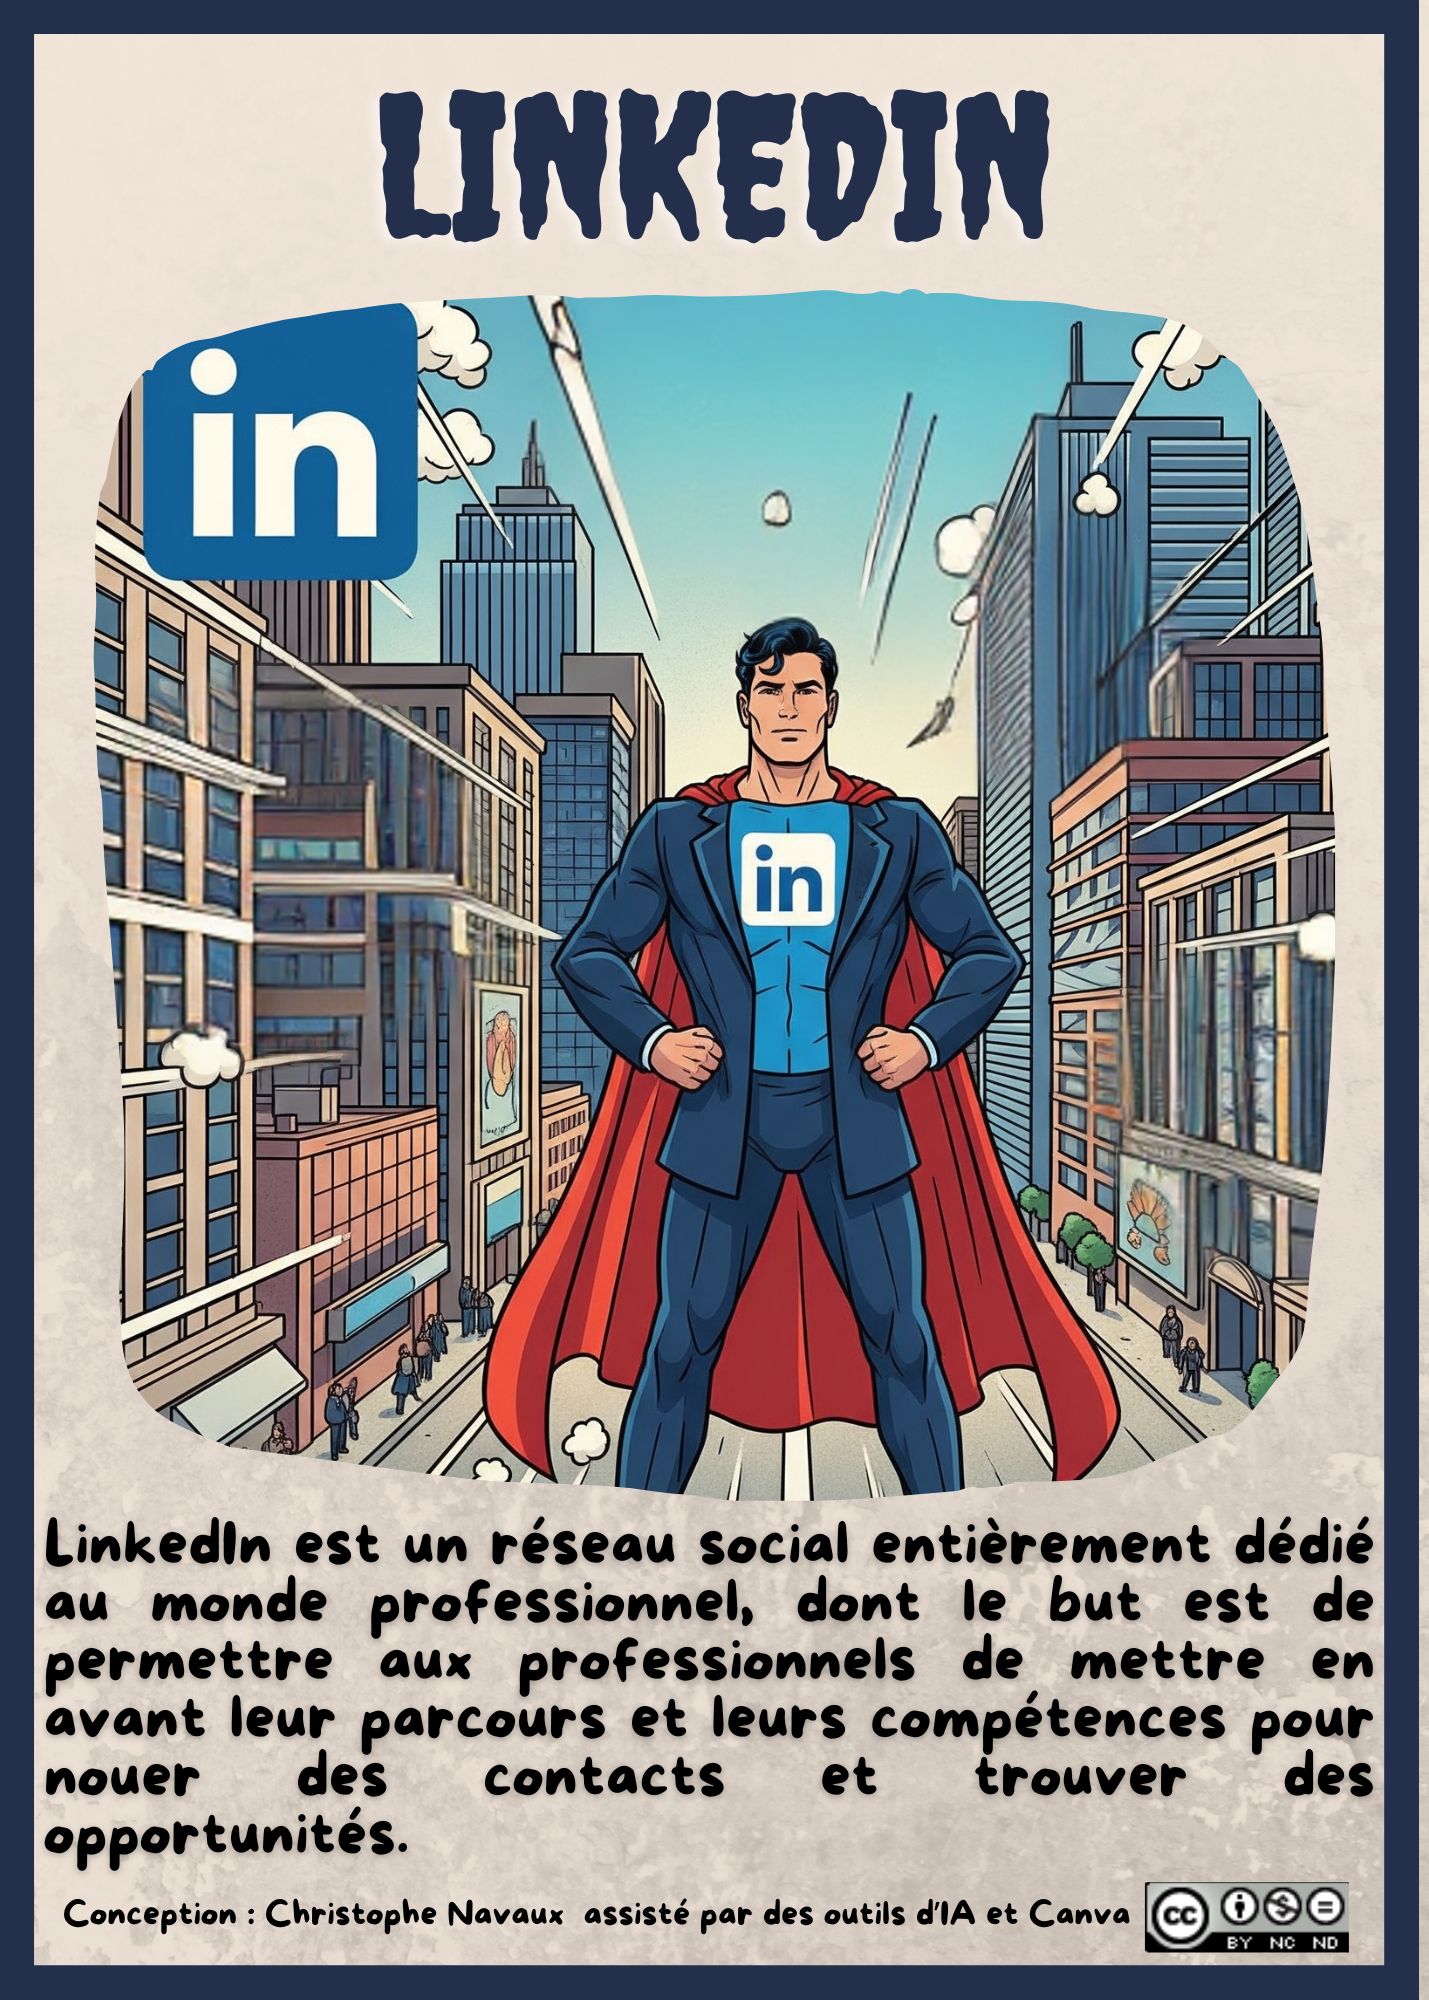 LINKEDIN
in
in
LinkedIn est un réseau social entièrement dédié
au monde professionnel, dont le but est de
permettre aux professionnels de mettre en
avant leur parcours et leurs compétences pour
nouer des contacts et trouver des
opportunités.
Conception : Christophe Navaux assisté par des outils d'IA et Canva
cc
BY NC ND